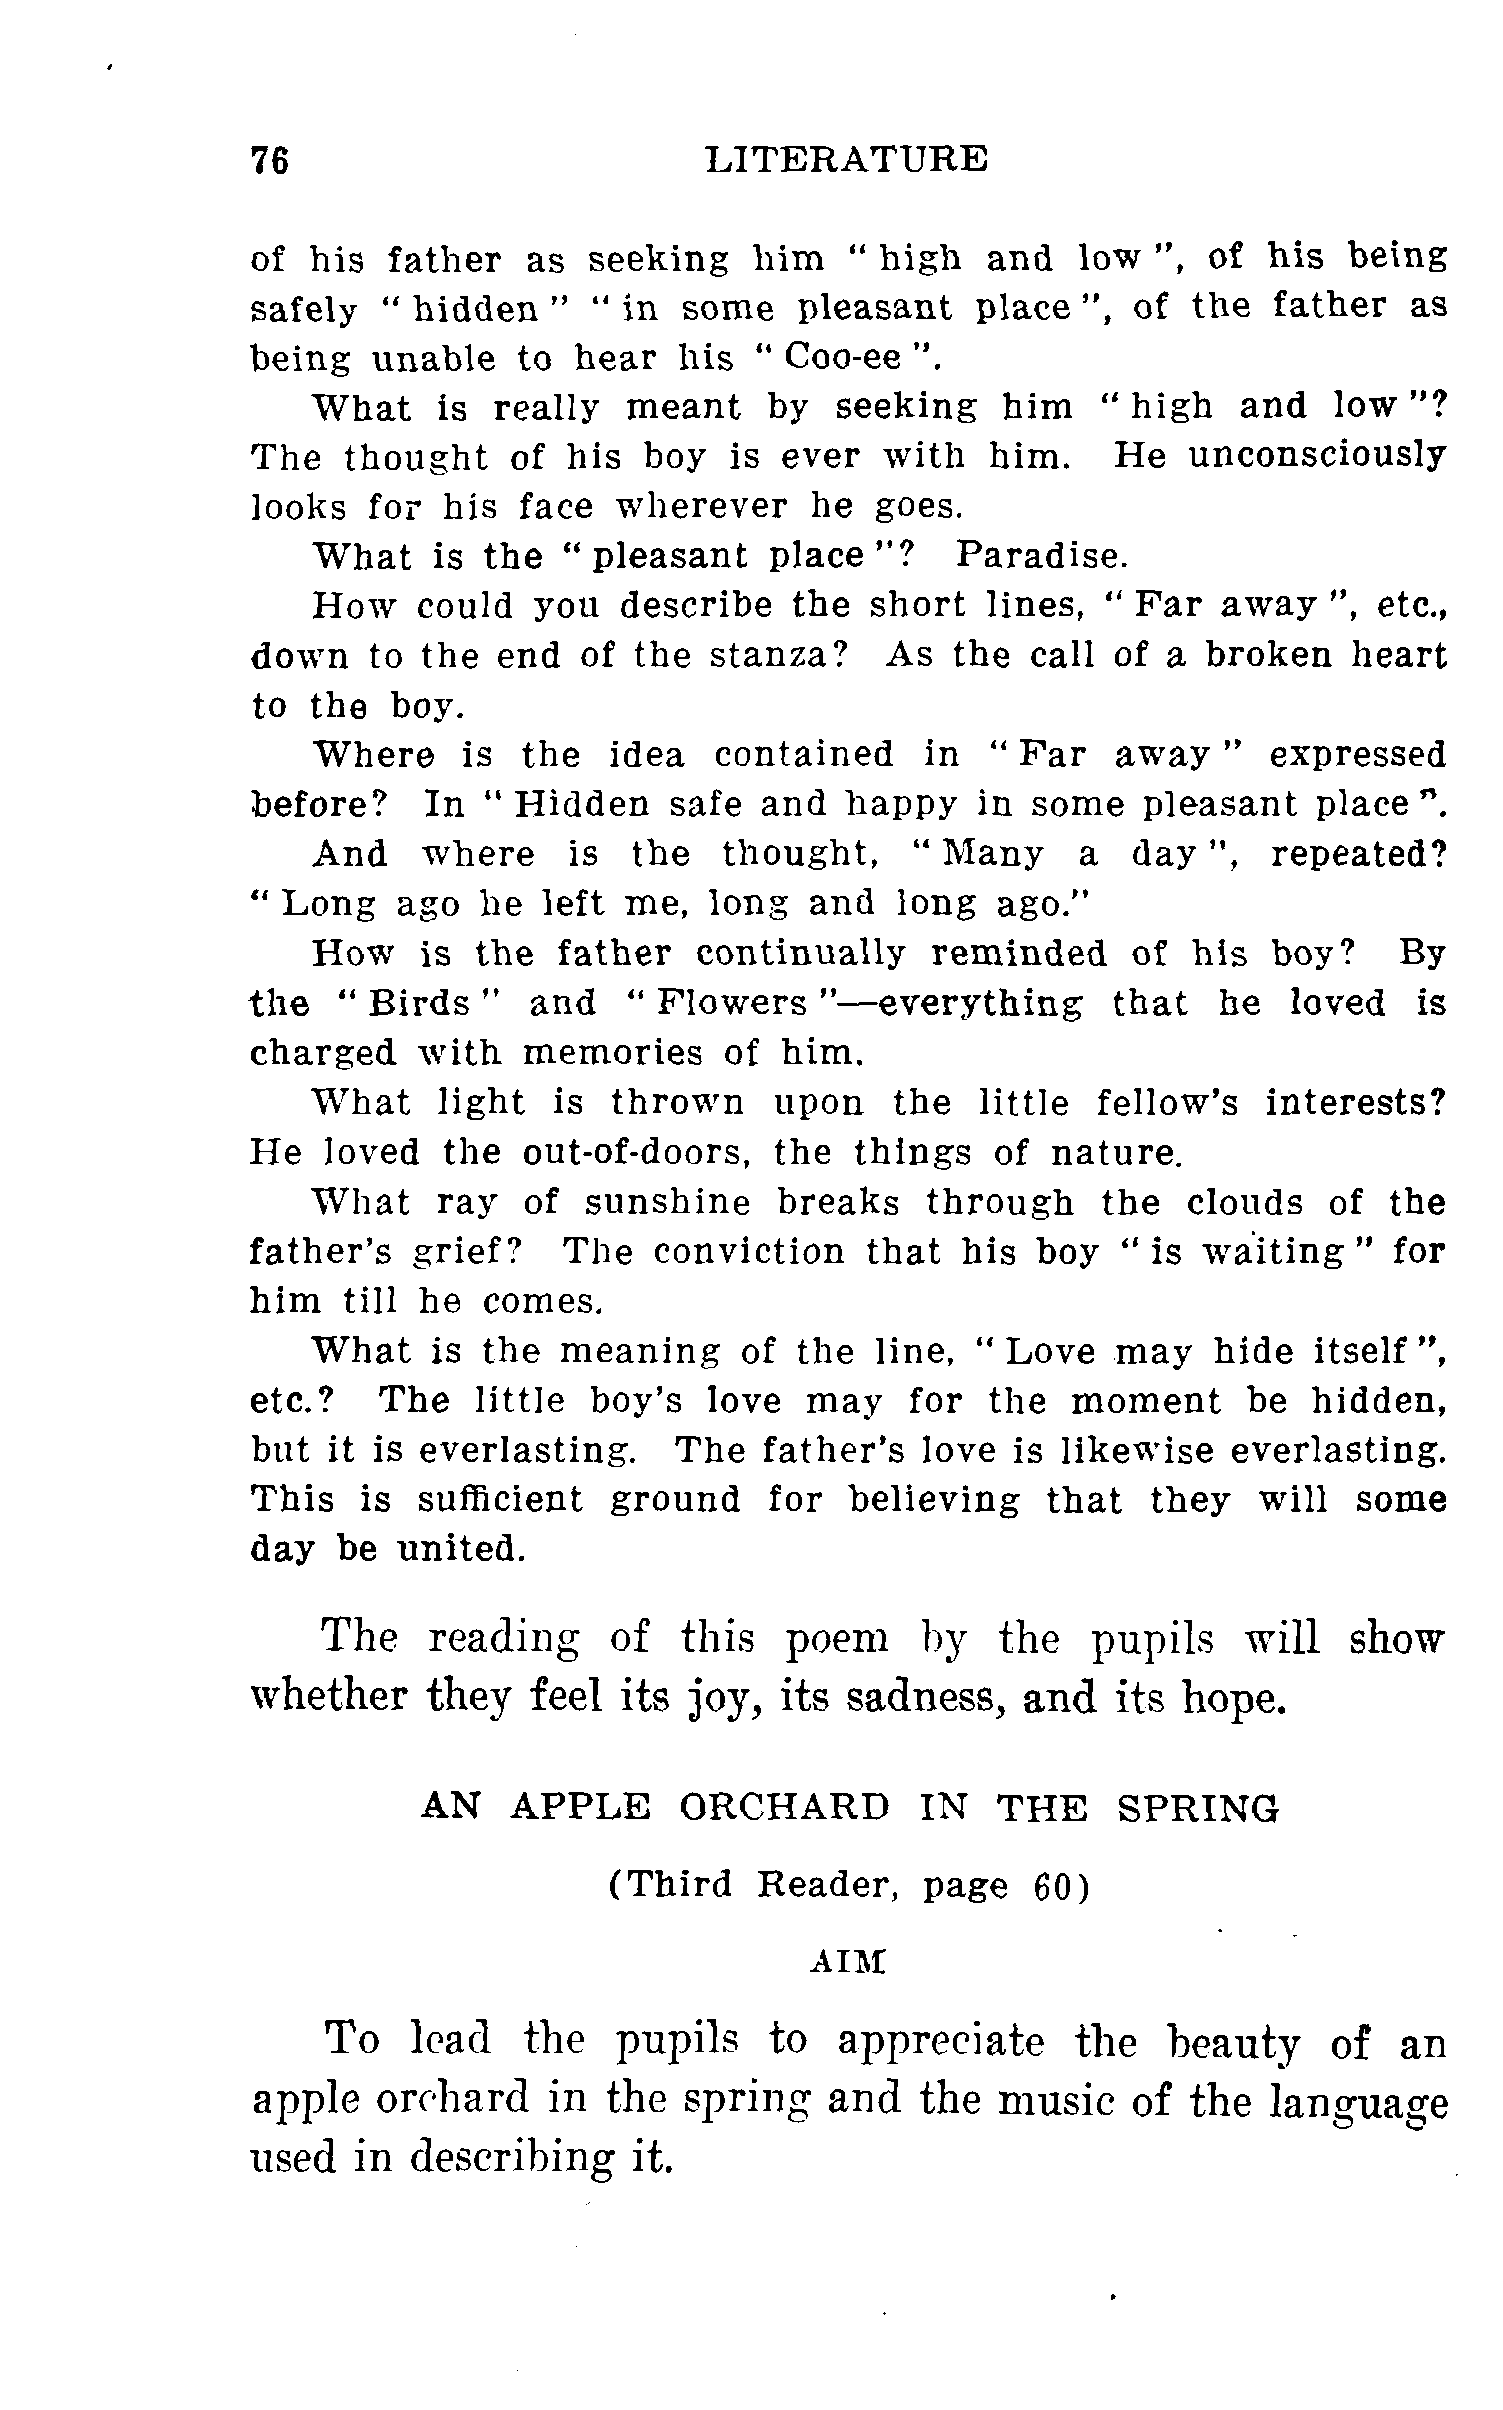 76 LITERATURE
of his father as seeking him " high and low ", of his being
safely " hidden " " in some pleasant place ", of the father as
being unable to hear his " Coo-ee ".
What is really meant by seeking him " high and low "?
The thought of his boy is ever with him. He unconsciously
looks for his face wherever he goes.
What is the " pleasant place "? Paradise.
How could you describe the short lines, " Far away ", etc.,
down to the end of the stanza? As the call of a broken heart
to the boy.
Where is the idea contained in " Far away " expressed
before? In " Hidden safe and happy in some pleasant place ".
And where is the thought, " Many a day ", repeated?
" Long ago he left me, long and long ago."
How is the father continually reminded of his boy? By
the " Birds " and " Flowers "—everything that he loved is
charged with memories of him.
What light is thrown upon the little fellow's interests?
He loved the out-of-doors, the things of nature.
What ray of sunshine breaks through the clouds of the
father's grief? The conviction that his boy " is waiting " for
him till he comes.
What is the meaning of the line, " Love may hide itself ",
etc.? The little boy's love may for the moment be hidden,
but it is everlasting. The father's love is likewise everlasting.
This is sufficient ground for believing that they will some
day be united.
The reading of this poem by the pupils will show
whether they feel its joy, its sadness, and its hope.
AN APPLE ORCHARD IN THE SPRING
(Third Reader, page 60)
AIM
To lead the pupils to appreciate the beauty of an
apple orchard in the spring and the music of the language
used in describing it.